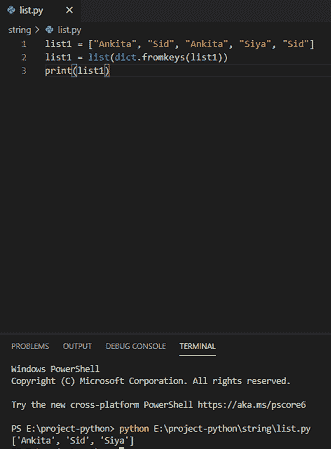 list.py
string > list.py
1 list1 = ["Ankita", "Sid", "Ankita", "Siya", "Sid"]
2 list1 = list(dict.fromkeys(list1))
3 print(list1)
PROBLEMS OUTPUT DEBUG CONSOLE TERMINAL
Windows PowerShell
Copyright (C) Microsoft Corporation. All rights reserved.
Try the new cross-platform PowerShell https://aka.ms/pscore6
PS E:\project-python> python E:\project-python\string\list.py
['Ankita', 'Sid', 'Siya']